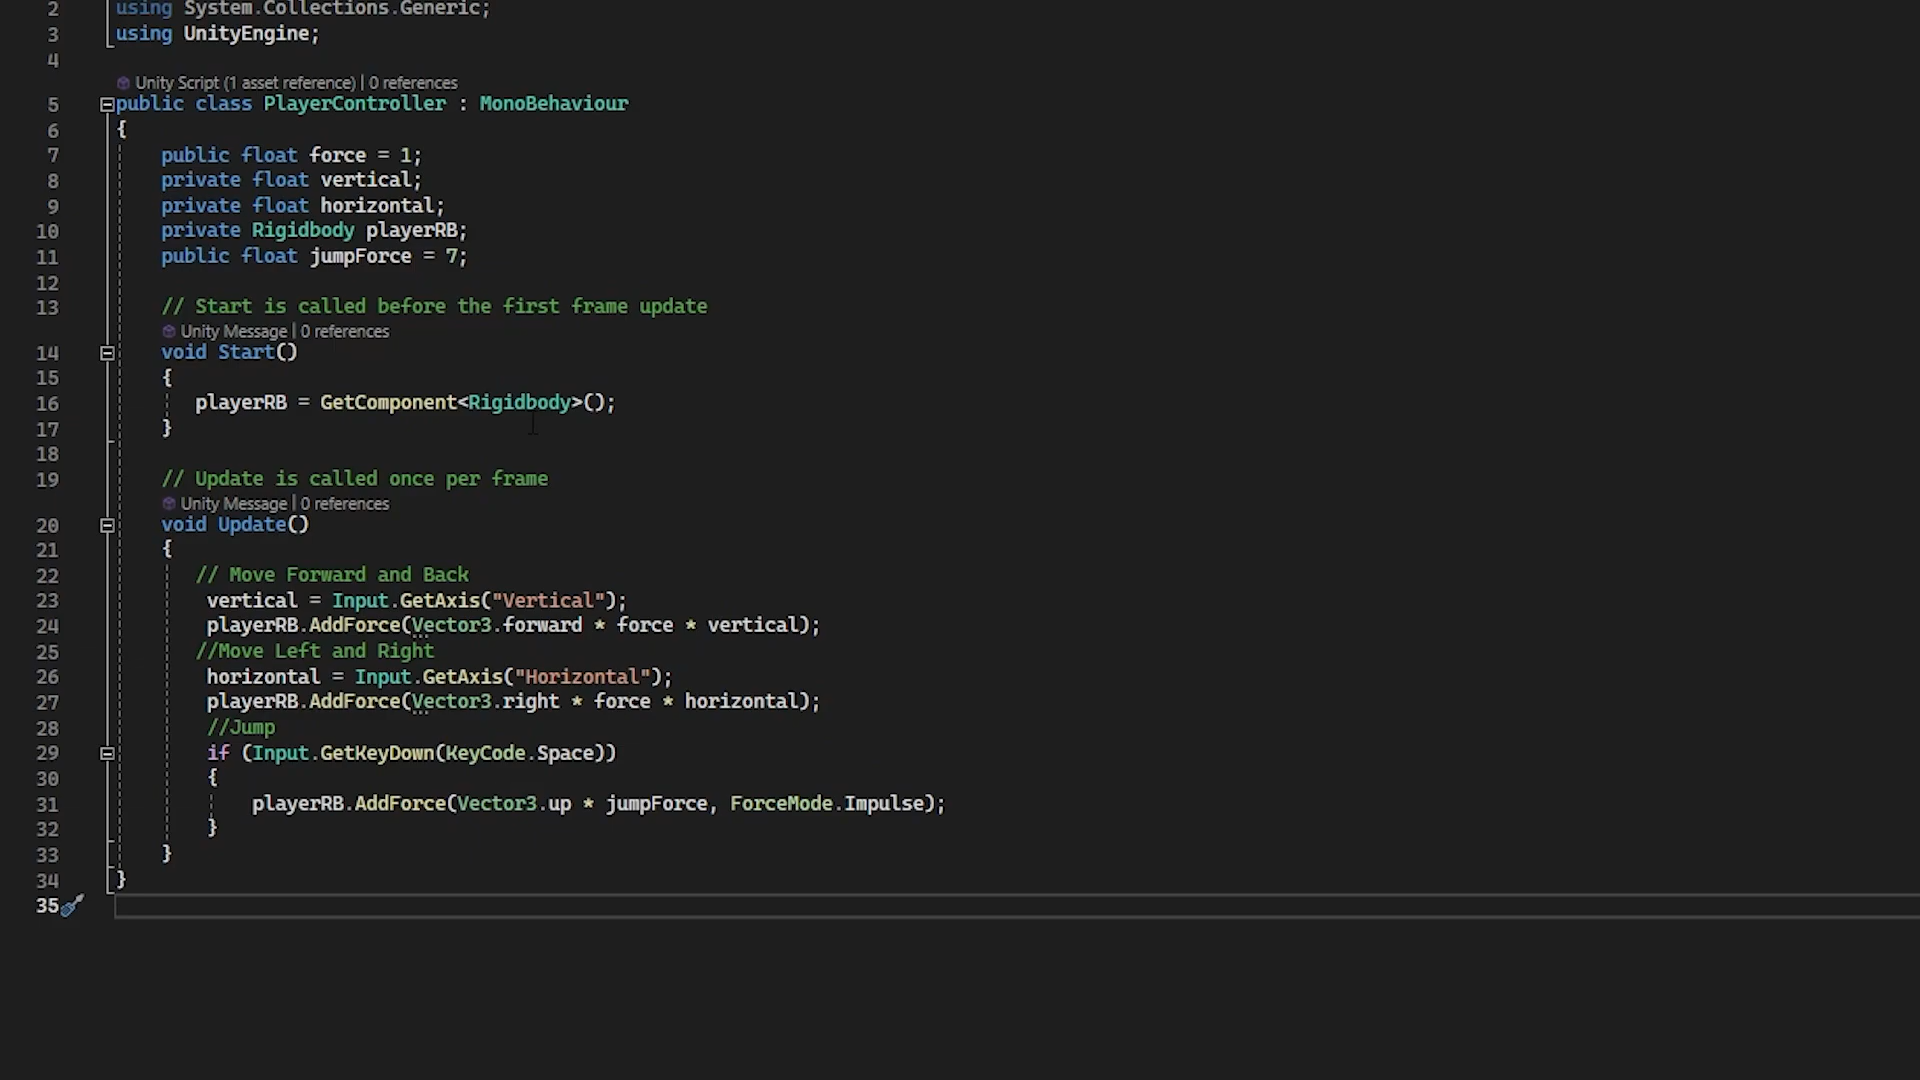 2 using System.Collections.Generic;
3 using UnityEngine;
4
Unity Script (1 asset reference) | 0 references
5 public class PlayerController : MonoBehaviour
6 {
7 public float force = 1;
8 private float vertical;
9 private float horizontal;
10 private Rigidbody playerRB;
11 public float jumpForce = 7;
12
13 // Start is called before the first frame update
Unity Message | 0 references
14 void Start()
15 {
16 playerRB = GetComponent<Rigidbody>();
17 }
18
19 // Update is called once per frame
Unity Message | 0 references
20 void Update()
21 {
22 // Move Forward and Back
23 vertical = Input.GetAxis("Vertical");
24 playerRB.AddForce(Vector3.forward * force * vertical);
25 //Move Left and Right
26 horizontal = Input.GetAxis("Horizontal");
27 playerRB.AddForce(Vector3.right * force * horizontal);
28 //Jump
29 if (Input.GetKeyDown(KeyCode.Space))
30 {
31 playerRB.AddForce(Vector3.up * jumpForce, ForceMode.Impulse);
32 }
33 }
34 }
35